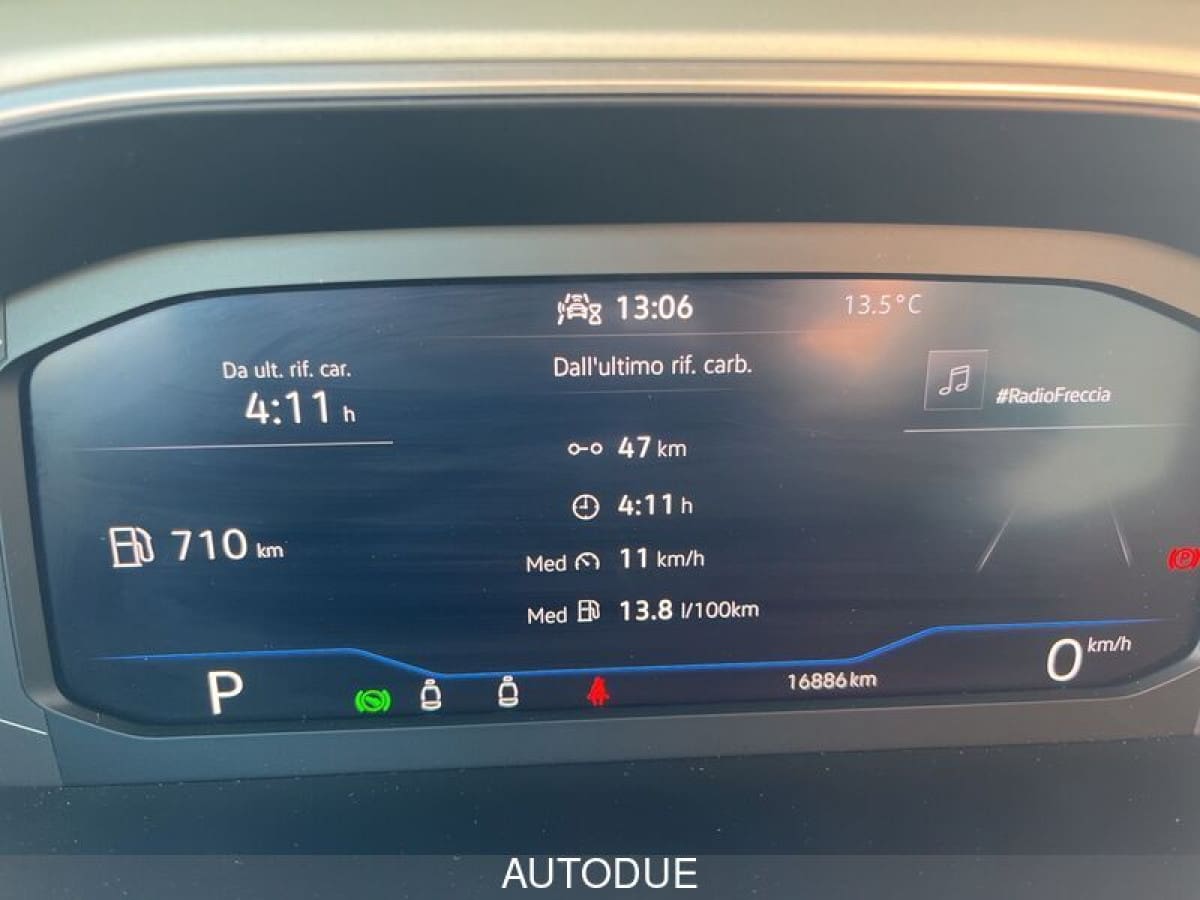 13:06
13.5°C
Da ult. rif. car.
4:11 h
Dall'ultimo rif. carb.
#RadioFreccia
47 km
4:11 h
710 km
Med 11 km/h
Med 13.8 l/100km
P
16886 km
0 km/h
P
AUTODUE